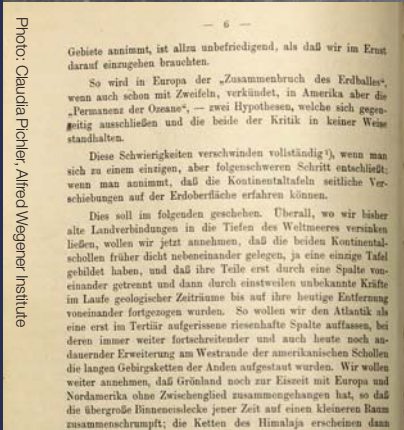 — 6 —
Gebiete annimmt, ist allzu unbefriedigend, als daß wir im Ernst
darauf einzugehen brauchten.
So wird in Europa der „Zusammenbruch des Erdballes“,
wenn auch schon mit Zweifeln, verkündet, in Amerika aber die
„Permanenz der Ozeane“, — zwei Hypothesen, welche sich gegen-
seitig ausschließen und die beide der Kritik in keiner Weise
standhalten.
Diese Schwierigkeiten verschwinden vollständig ¹), wenn man
sich zu einem einzigen, aber folgenschweren Schritt entschließt:
wenn man annimmt, daß die Kontinentaltafeln seitliche Ver-
schiebungen auf der Erdoberfläche erfahren können.
Dies soll im folgenden geschehen. Überall, wo wir bisher
alte Landverbindungen in die Tiefen des Weltmeeres versinken
ließen, wollen wir jetzt annehmen, daß die beiden Kontinental-
schollen früher dicht nebeneinander gelegen, ja eine einzige Tafel
gebildet haben, und daß ihre Teile erst durch eine Spalte von-
einander getrennt und dann durch einstweilen unbekannte Kräfte
im Laufe geologischer Zeiträume bis auf ihre heutige Entfernung
voneinander fortgezogen wurden. So wollen wir den Atlantik als
eine erst im Tertiär aufgerissene riesenhafte Spalte auffassen, bei
deren immer weiter fortschreitender und auch heute noch an-
dauernder Erweiterung am Westrande der amerikanischen Schollen
die langen Gebirgsketten der Anden aufgestaut wurden. Wir wollen
weiter annehmen, daß Grönland noch zur Eiszeit mit Europa und
Nordamerika ohne Zwischenglied zusammengehangen hat, so daß
die übergroße Binneneisdecke jener Zeit auf einen kleineren Raum
zusammenschrumpft; die Ketten des Himalaja erscheinen dann
Photo: Claudia Pichler, Alfred Wegener Institute